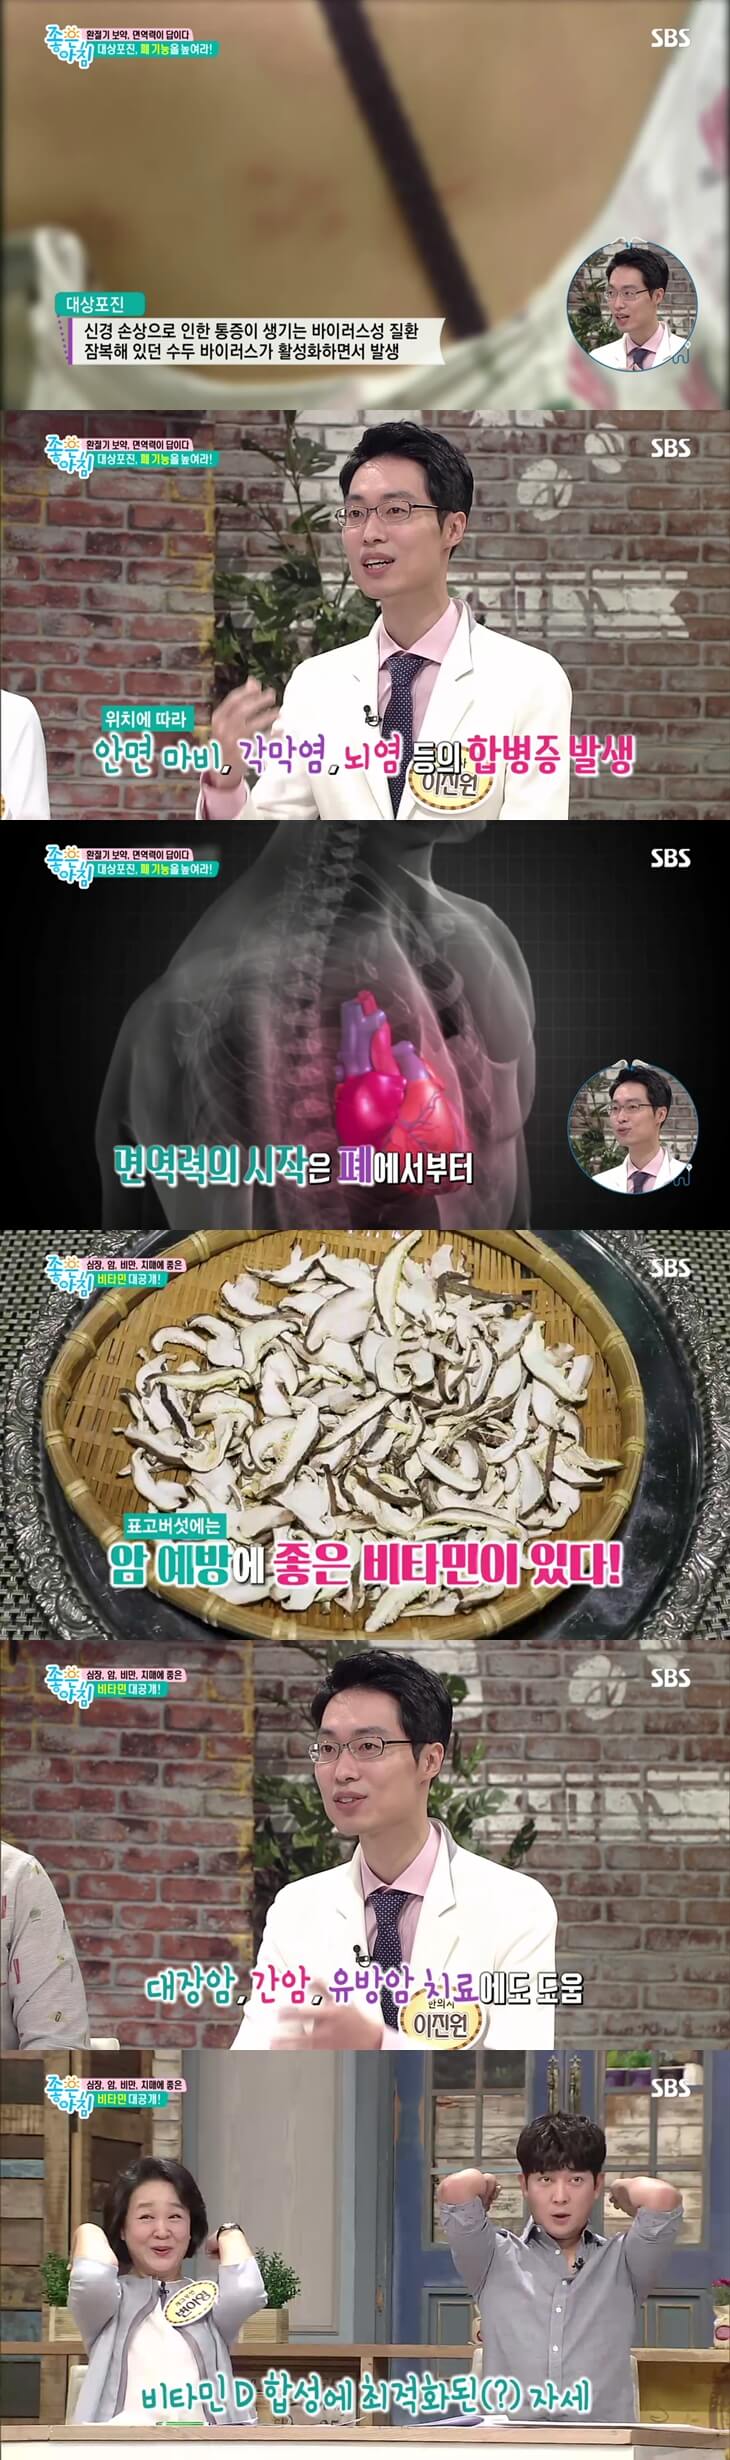 좋은아침
환절기 보약, 면역력이 답이다
대상포진, 폐 기능을 높여라!
SBS
대상포진
신경 손상으로 인한 통증이 생기는 바이러스성 질환
잠복해 있던 수두 바이러스가 활성화하면서 발생
좋은아침
환절기 보약, 면역력이 답이다
대상포진, 폐 기능을 높여라!
SBS
위치에 따라
안면 마비, 각막염, 뇌염 등의 합병증 발생
이진원
좋은아침
환절기 보약, 면역력이 답이다
대상포진, 폐 기능을 높여라!
SBS
면역력의 시작은 폐에서부터
좋은아침
심장, 암, 비만, 치매에 좋은
비타민 대공개!
SBS
표고버섯에는
암 예방에 좋은 비타민이 있다!
좋은아침
심장, 암, 비만, 치매에 좋은
비타민 대공개!
SBS
대장암, 간암, 유방암 치료에도 도움
한의사
이진원
좋은아침
심장, 암, 비만, 치매에 좋은
비타민 대공개!
SBS
변아영
비타민 D 합성에 최적화된(?) 자세